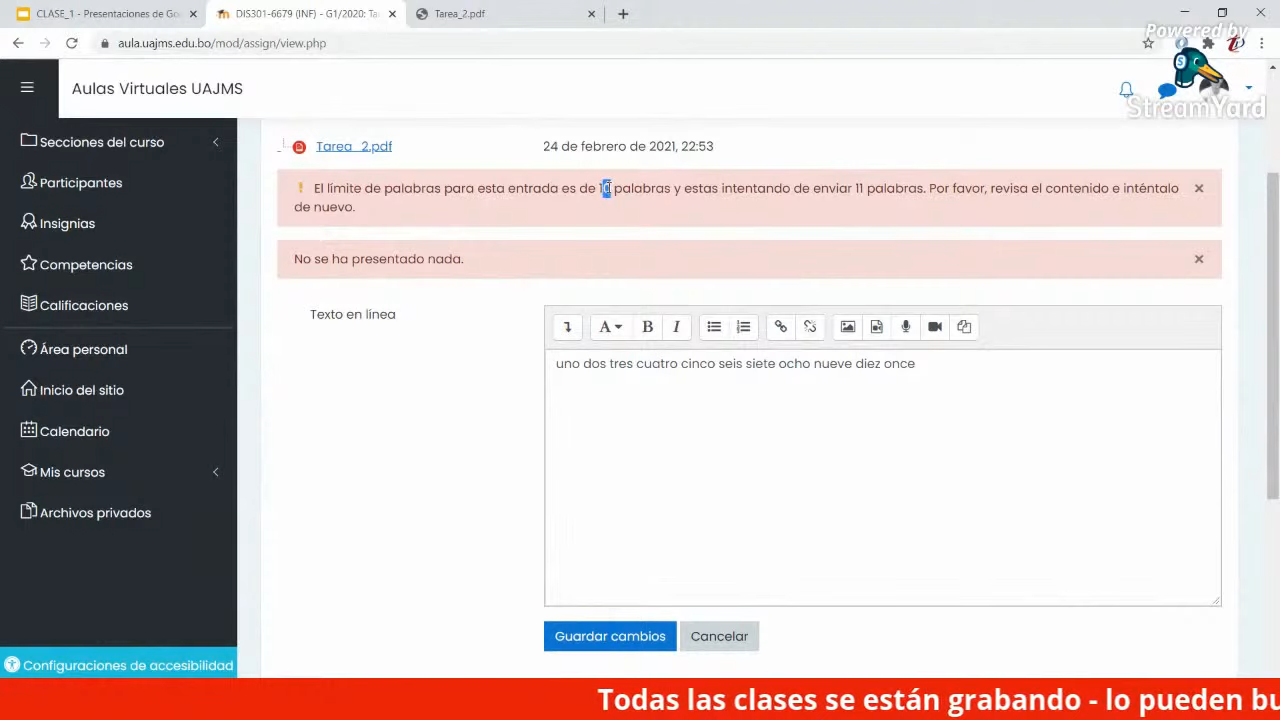 CLASE_1 - Presentaciones de Go
DIS301-6679 (INF) - G1/2020: Ta
Tarea_2.pdf
aula.uajms.edu.bo/mod/assign/view.php
Powered by
StreamYard
Aulas Virtuales UAJMS
Secciones del curso
Participantes
Insignias
Competencias
Calificaciones
Área personal
Inicio del sitio
Calendario
Mis cursos
Archivos privados
Configuraciones de accesibilidad
Tarea_2.pdf
24 de febrero de 2021, 22:53
El límite de palabras para esta entrada es de 10 palabras y estas intentando de enviar 11 palabras. Por favor, revisa el contenido e inténtalo
de nuevo.
No se ha presentado nada.
Texto en línea
uno dos tres cuatro cinco seis siete ocho nueve diez once
Guardar cambios
Cancelar
Todas las clases se están grabando - lo pueden bu